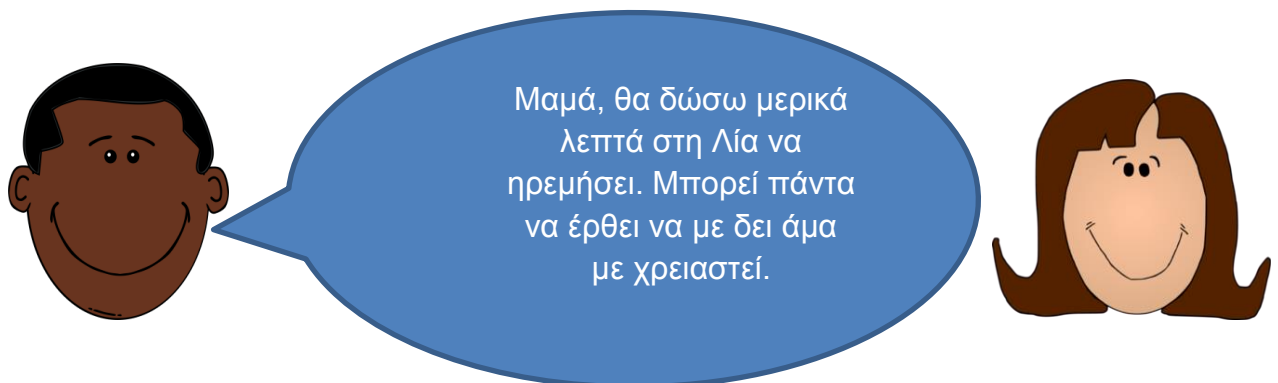 Μαμά, θα δώσω μερικά
λεπτά στη Λία να
ηρεμήσει. Μπορεί πάντα
να έρθει να με δει άμα
με χρειαστεί.